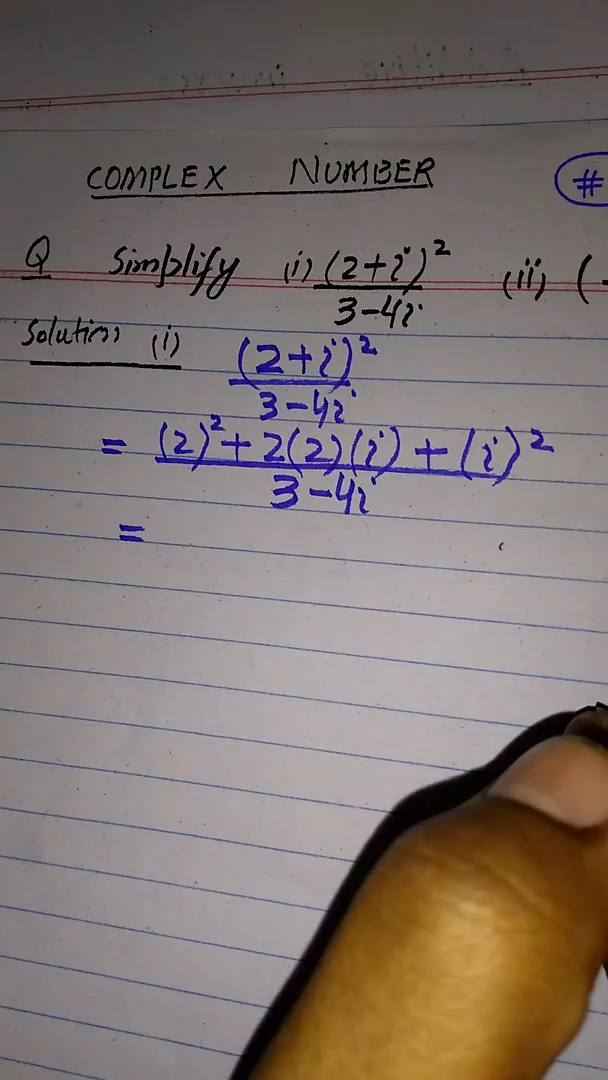 COMPLEX NUMBER #
Q Simplify (i) (2+i)² / 3-4i (ii) (
Solution (i) (2+i)² / 3-4i
= (2)² + 2(2)(i) + (i)² / 3-4i
=